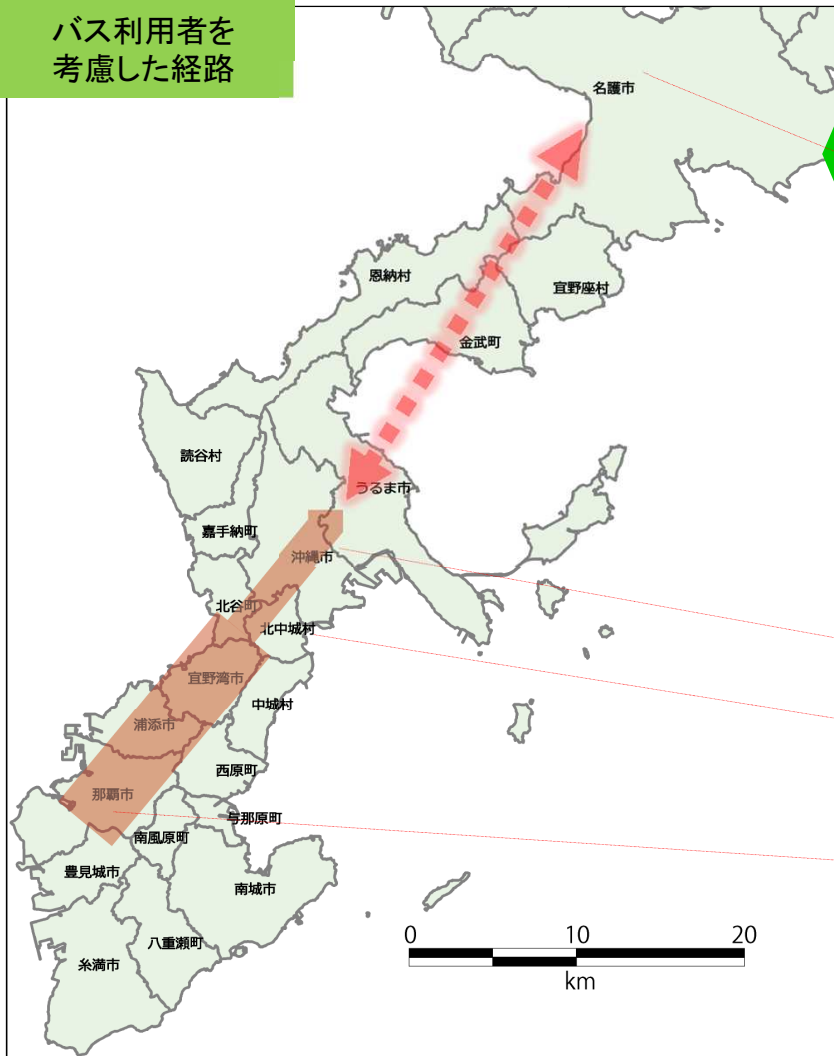 バス利用者を
考慮した経路
名護市
恩納村
宜野座村
金武町
読谷村
うるま市
嘉手納町
沖縄市
北谷町
北中城村
宜野湾市
中城村
浦添市
西原町
那覇市
与那原町
南風原町
豊見城市
南城市
八重瀬町
糸満市
0 10 20
km